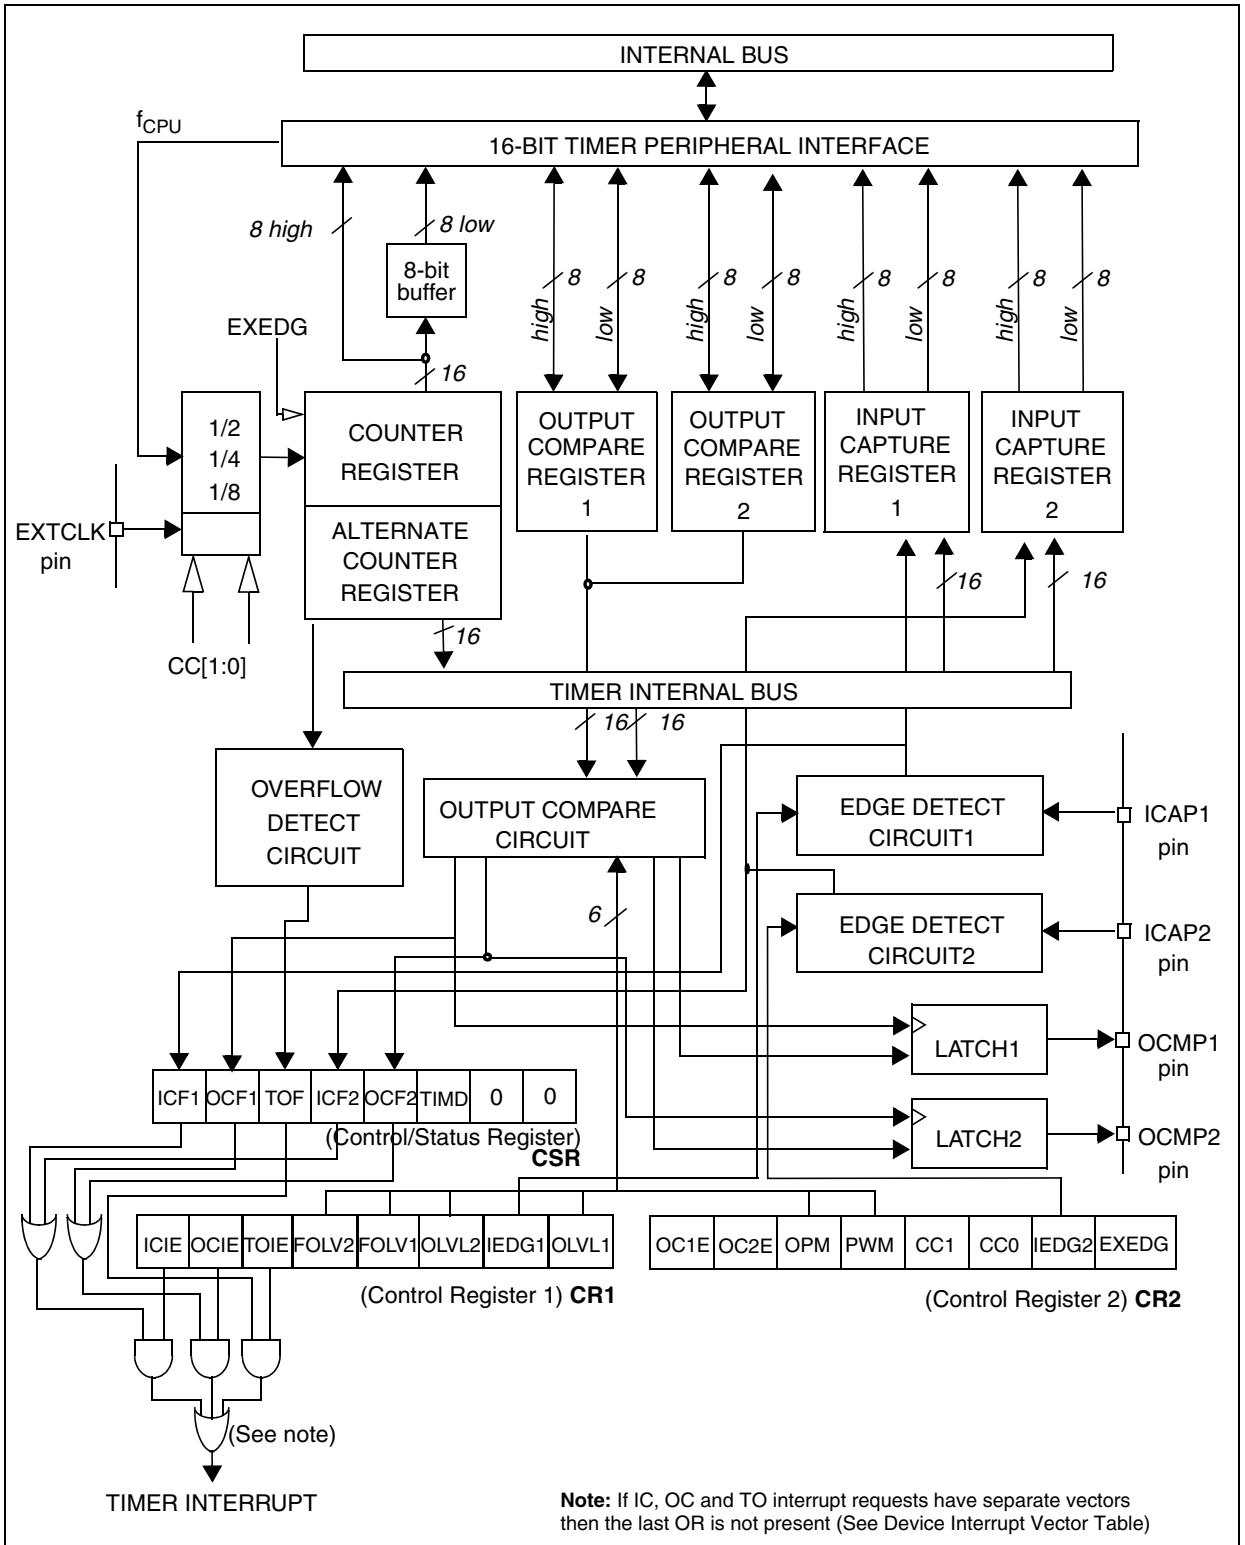 INTERNAL BUS
fCPU
16-BIT TIMER PERIPHERAL INTERFACE
8 high
8 low
8-bit
buffer
8
8
8
8
8
8
8
8
high
low
high
low
high
low
high
low
EXEDG
16
1/2
1/4
1/8
COUNTER
REGISTER
ALTERNATE
COUNTER
REGISTER
OUTPUT
COMPARE
REGISTER
1
OUTPUT
COMPARE
REGISTER
2
INPUT
CAPTURE
REGISTER
1
INPUT
CAPTURE
REGISTER
2
EXTCLK
pin
16
16
CC[1:0]
16
TIMER INTERNAL BUS
16
16
OVERFLOW
DETECT
CIRCUIT
OUTPUT COMPARE
CIRCUIT
EDGE DETECT
CIRCUIT1
ICAP1
pin
6
EDGE DETECT
CIRCUIT2
ICAP2
pin
LATCH1
OCMP1
pin
LATCH2
OCMP2
pin
ICF1 OCF1 TOF ICF2 OCF2 TIMD 0 0
(Control/Status Register)
CSR
ICIE OCIE TOIE FOLV2 FOLV1 OLVL2 IEDG1 OLVL1
(Control Register 1) CR1
OC1E OC2E OPM PWM CC1 CC0 IEDG2 EXEDG
(Control Register 2) CR2
(See note)
TIMER INTERRUPT
Note: If IC, OC and TO interrupt requests have separate vectors
then the last OR is not present (See Device Interrupt Vector Table)